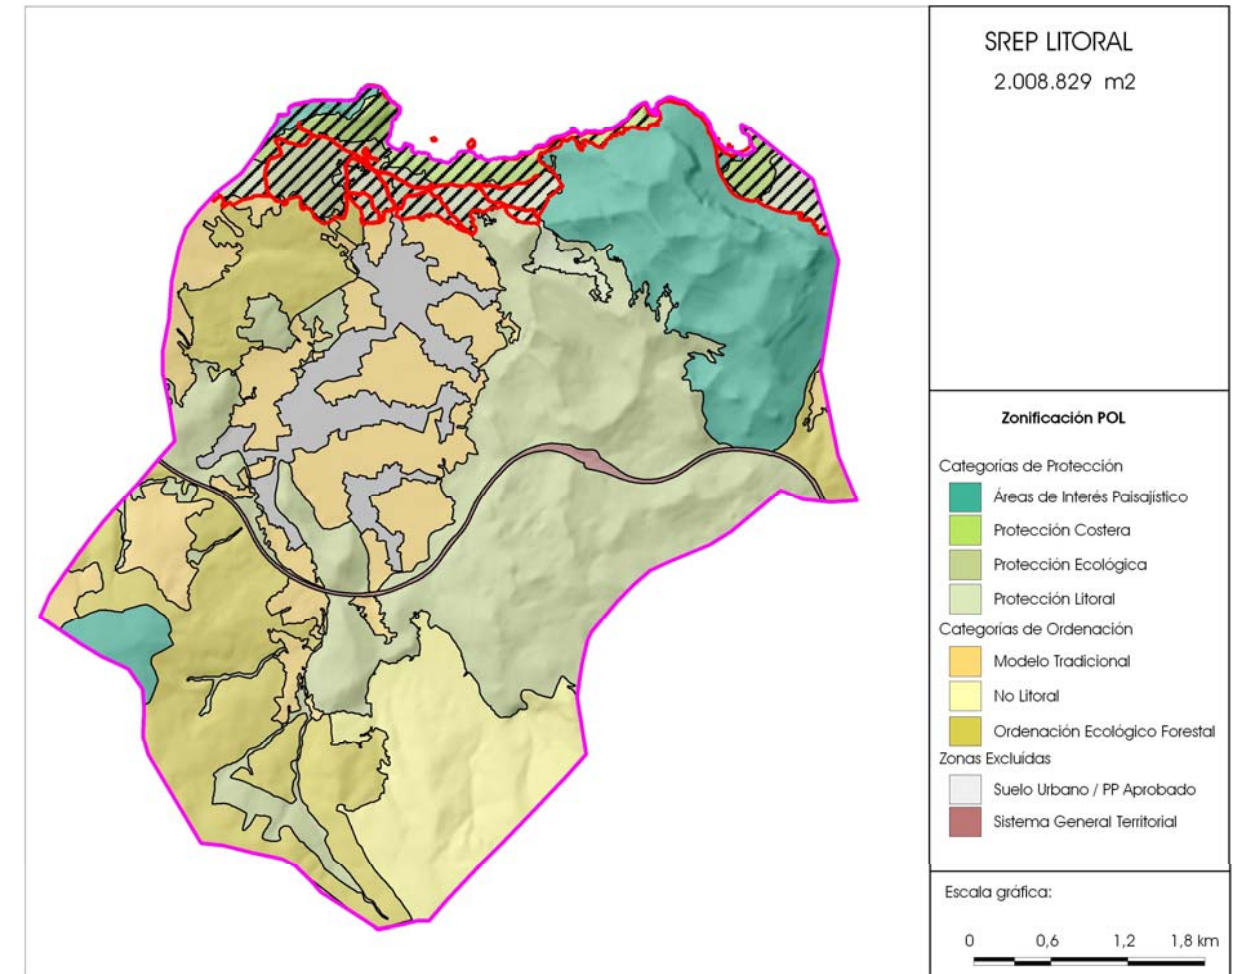 SREP LITORAL
2.008.829 m2
Zonificación POL
Categorías de Protección
Áreas de Interés Paisajístico
Protección Costera
Protección Ecológica
Protección Litoral
Categorías de Ordenación
Modelo Tradicional
No Litoral
Ordenación Ecológico Forestal
Zonas Excluídas
Suelo Urbano / PP Aprobado
Sistema General Territorial
Escala gráfica:
0 0,6 1,2 1,8 km